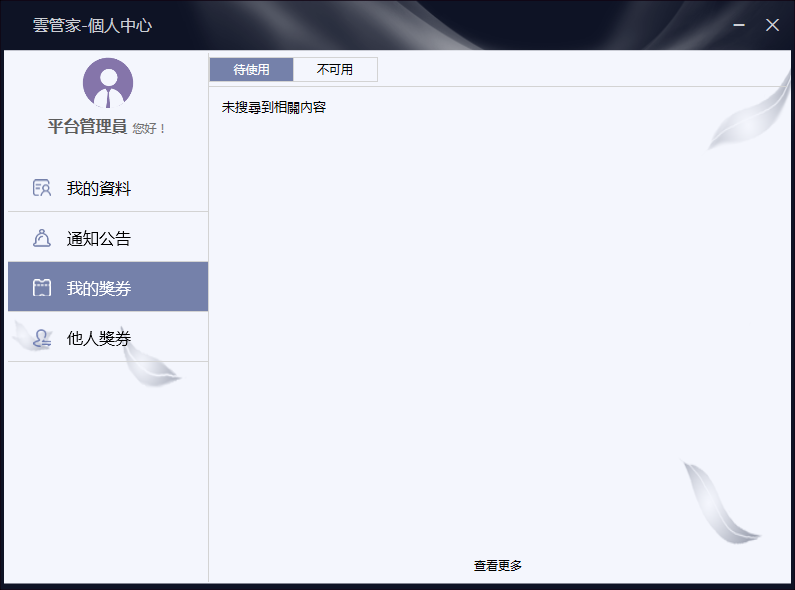 雲管家-個人中心
平台管理員 您好！
我的資料
通知公告
我的獎券
他人獎券
待使用 不可用
未搜尋到相關內容
查看更多